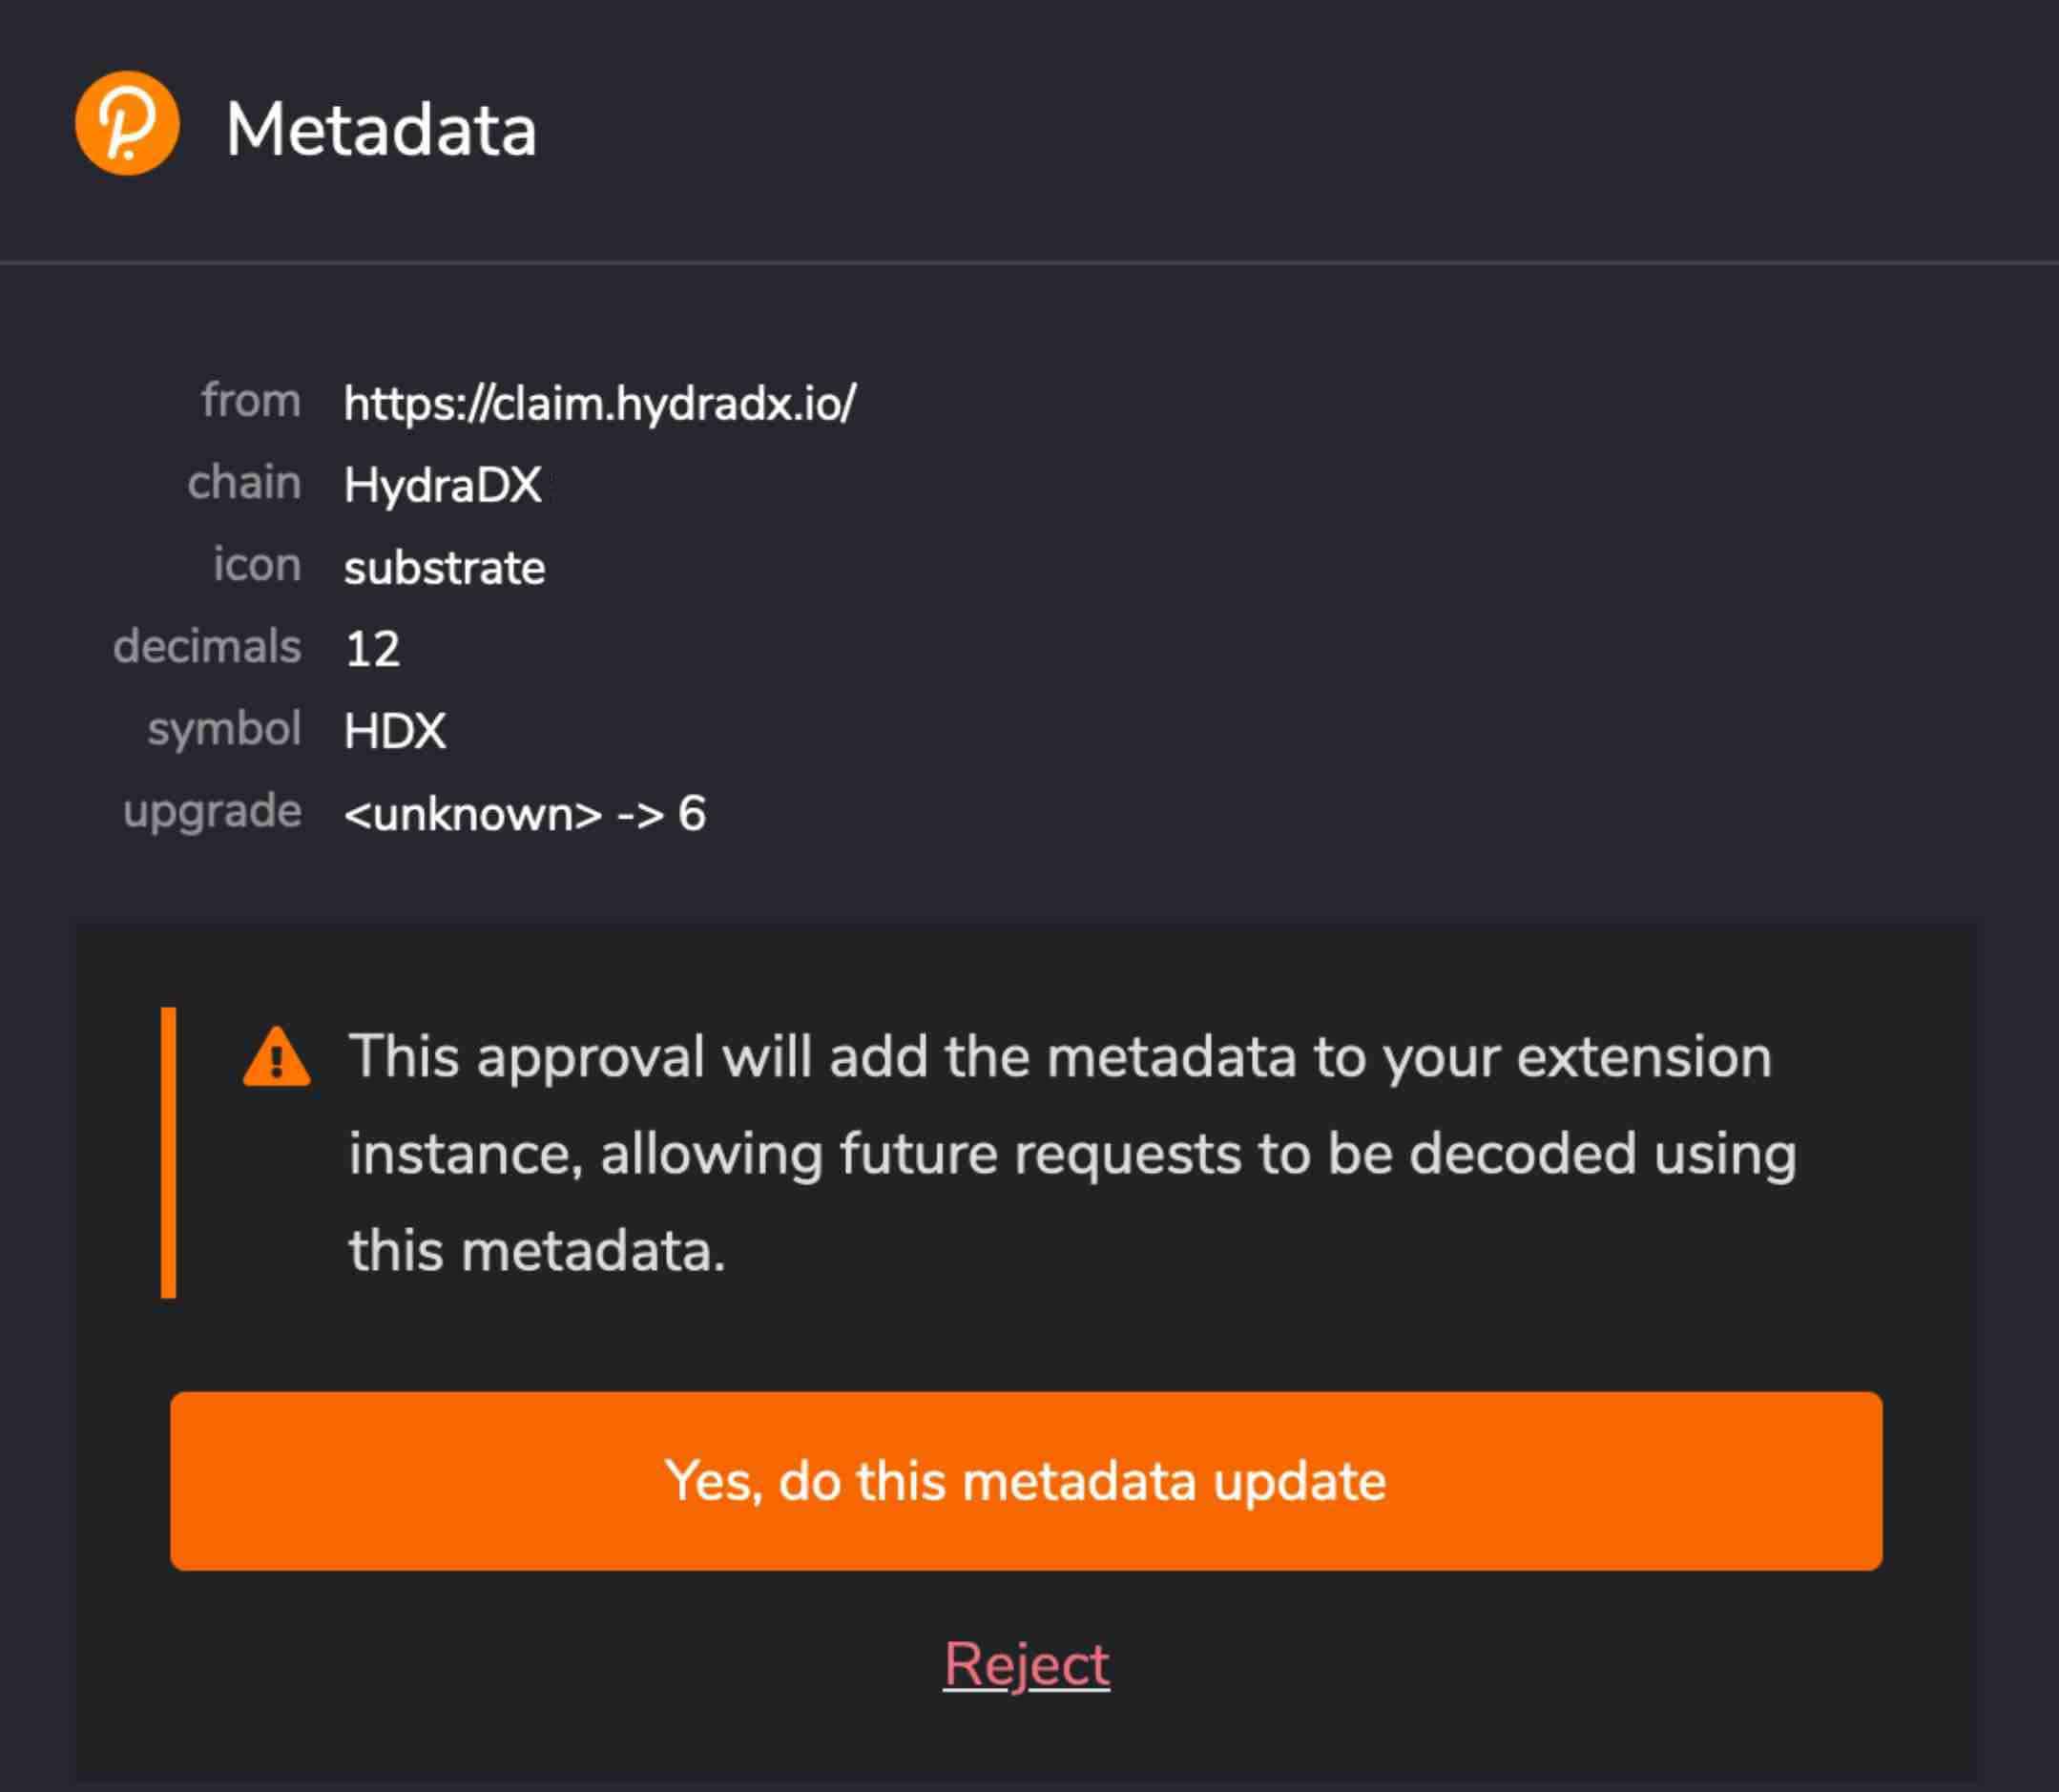 Metadata
from https://claim.hydradx.io/
chain HydraDX
icon substrate
decimals 12
symbol HDX
upgrade <unknown> -> 6
This approval will add the metadata to your extension
instance, allowing future requests to be decoded using
this metadata.
Yes, do this metadata update
Reject